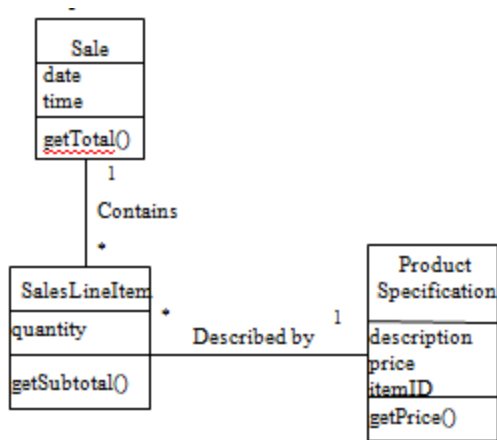 Sale
date
time
getTotal()
1
Contains
*
SalesLineItem
quantity
getSubtotal()
*
Described by
1
Product
Specification
description
price
itemID
getPrice()